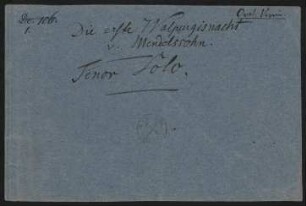 Die erste Walpurgisnacht
v. Mendelssohn.
Tenor Solo.